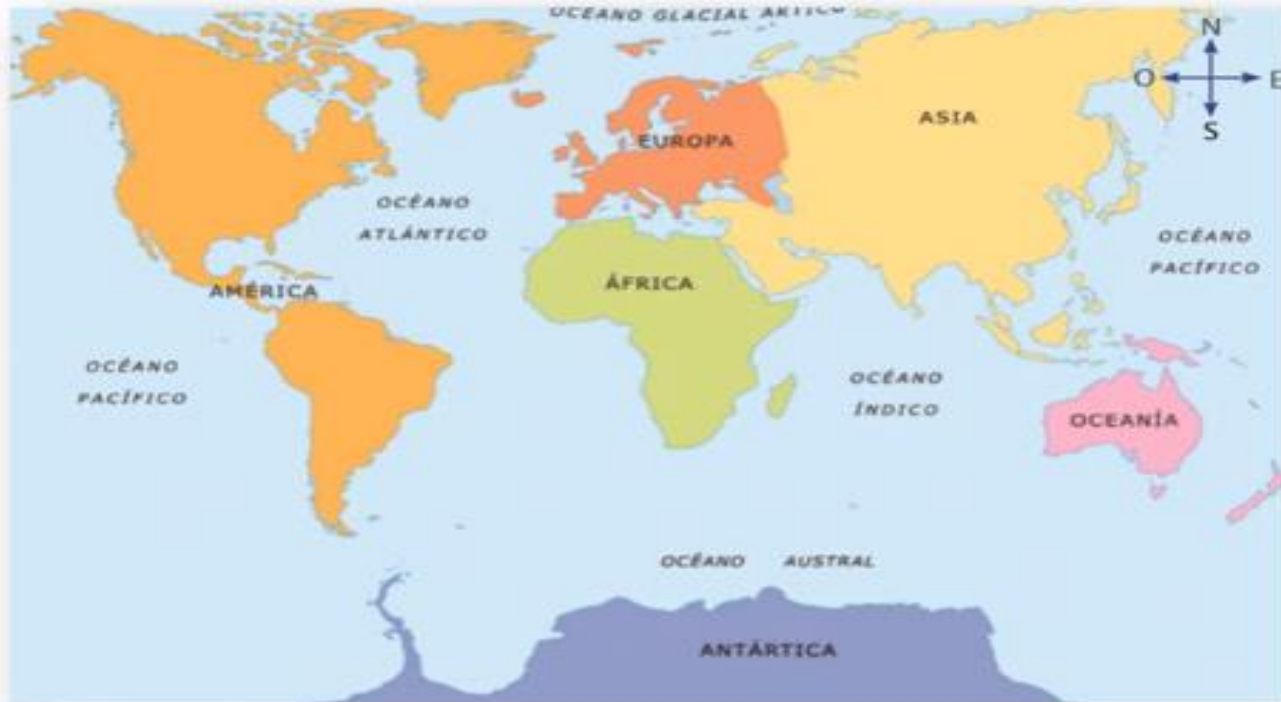 OCÉANO GLACIAL ÁRTICO
N
O E
S
ASIA
EUROPA
OCÉANO
ATLÁNTICO
OCÉANO
PACÍFICO
ÁFRICA
AMÉRICA
OCÉANO
PACÍFICO
OCÉANO
ÍNDICO
OCEANÍA
OCÉANO AUSTRAL
ANTÁRTICA